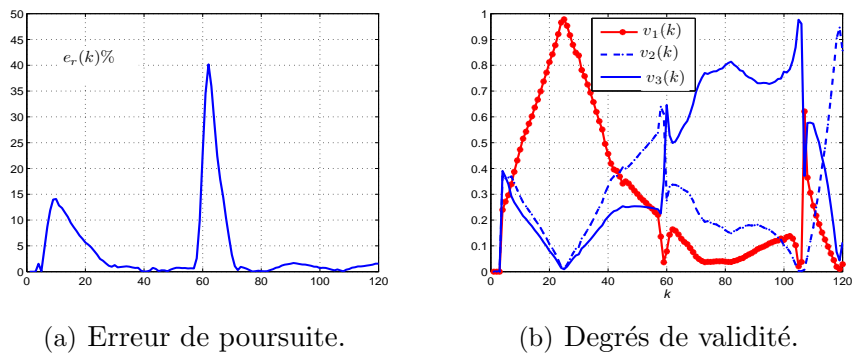 50
45
40
35
30
25
20
15
10
5
0
e_r(k)%
0 20 40 60 80 100 120
1
0.9
0.8
0.7
0.6
0.5
0.4
0.3
0.2
0.1
0
v_1(k)
v_2(k)
v_3(k)
0 20 40 60 80 100 120
k
(a) Erreur de poursuite.
(b) Degrés de validité.